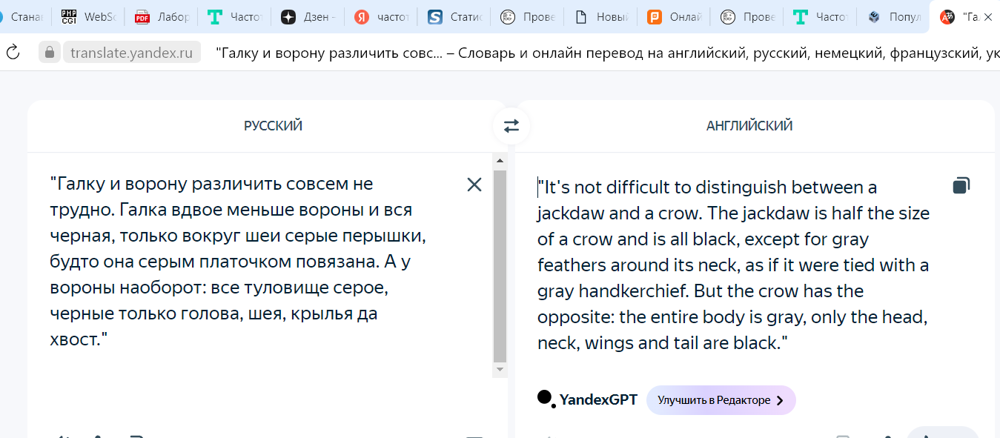 Стана WebSc Лабор Часто Дзен - частот Статис Прове Новый Онлай Прове Часто Попул "Га
translate.yandex.ru "Галку и ворону различить совс... – Словарь и онлайн перевод на английский, русский, немецкий, французский, ук
РУССКИЙ
АНГЛИЙСКИЙ
"Галку и ворону различить совсем не
трудно. Галка вдвое меньше вороны и вся
черная, только вокруг шеи серые перышки,
будто она серым платочком повязана. А у
вороны наоборот: все туловище серое,
черные только голова, шея, крылья да
хвост."
"It's not difficult to distinguish between a
jackdaw and a crow. The jackdaw is half the size
of a crow and is all black, except for gray
feathers around its neck, as if it were tied with a
gray handkerchief. But the crow has the
opposite: the entire body is gray, only the head,
neck, wings and tail are black."
YandexGPT Улучшить в Редакторе